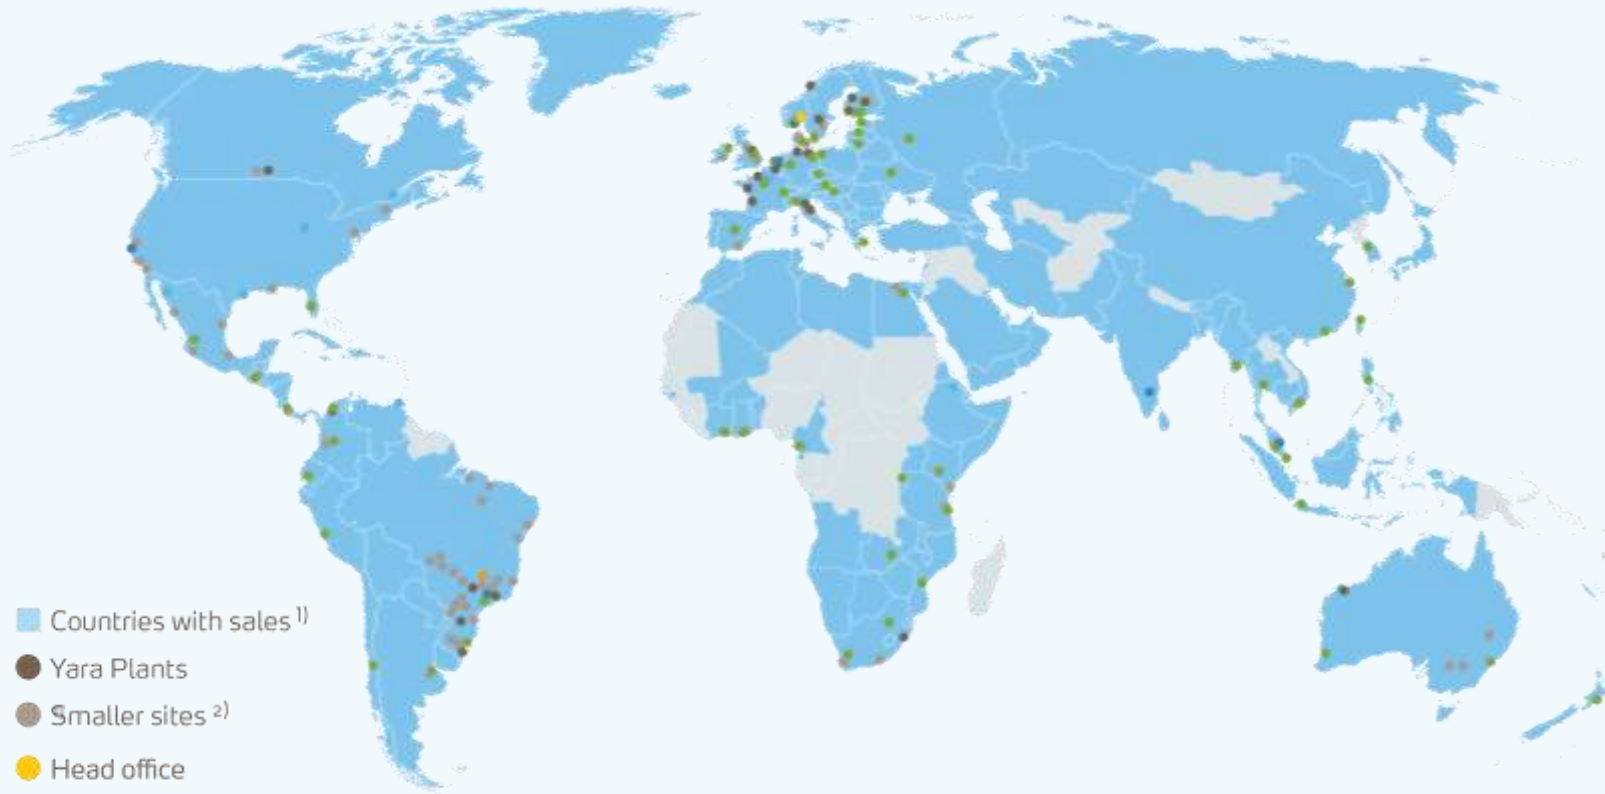 Countries with sales 1)
Yara Plants
Smaller sites 2)
Head office